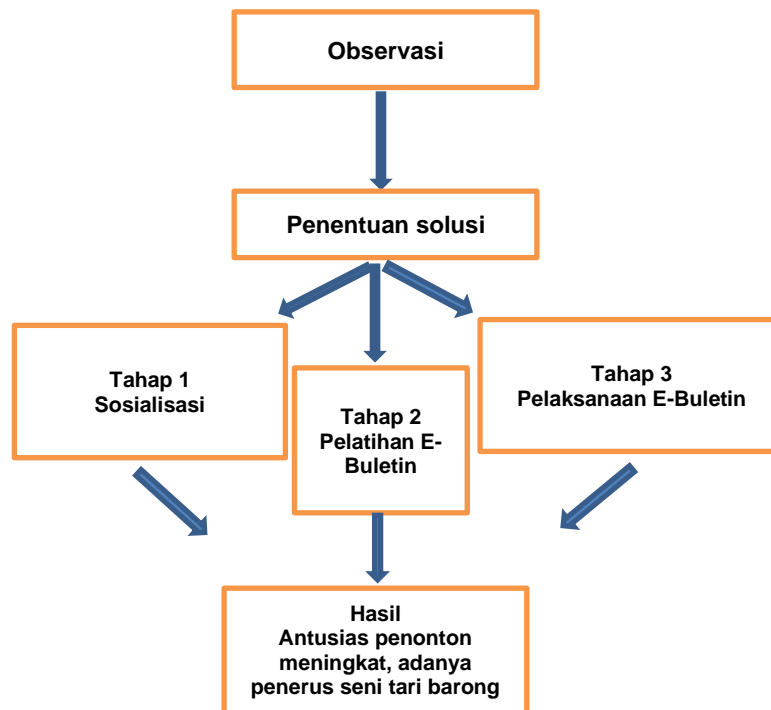 Observasi
Penentuan solusi
Tahap 1
Sosialisasi
Tahap 2
Pelatihan E-
Buletin
Tahap 3
Pelaksanaan E-Buletin
Hasil
Antusias penonton
meningkat, adanya
penerus seni tari barong